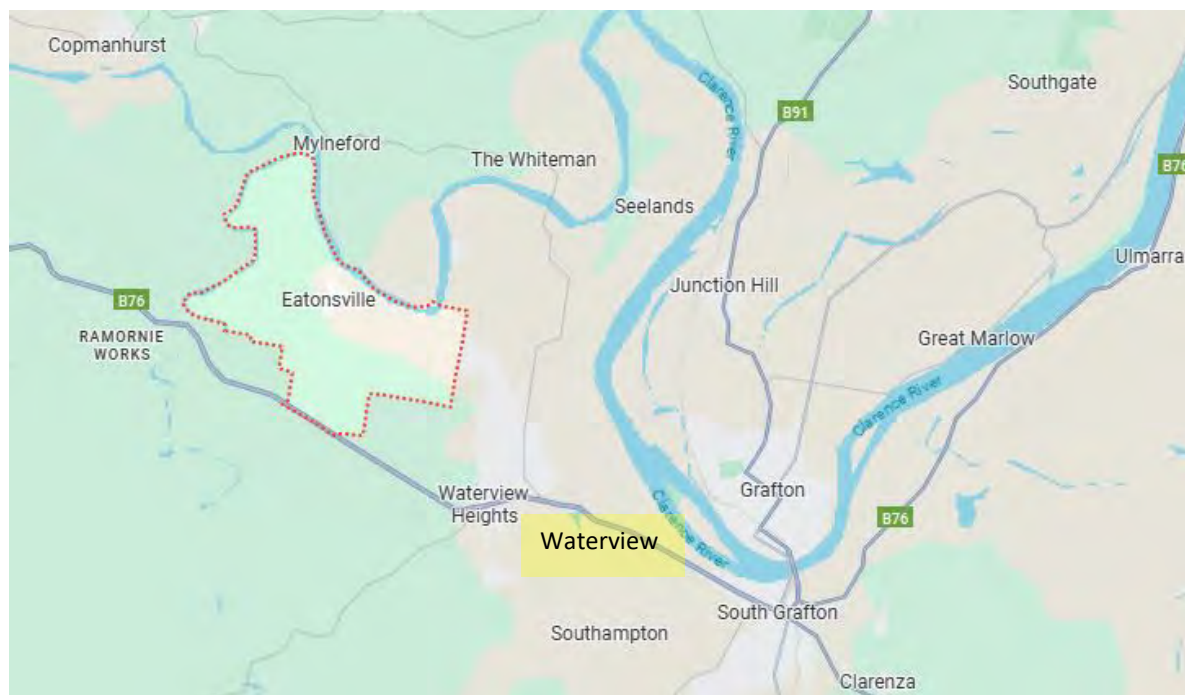 Copmanhurst
Southgate
Clarence River
B91
Mylneford
The Whiteman
B76
Seelands
Ulmarra
Junction Hill
Eatonsville
B76
RAMORNIE
WORKS
Great Marlow
Clarence River
Waterview
Heights
Grafton
Clarence River
B76
Waterview
South Grafton
Southampton
Clarenza